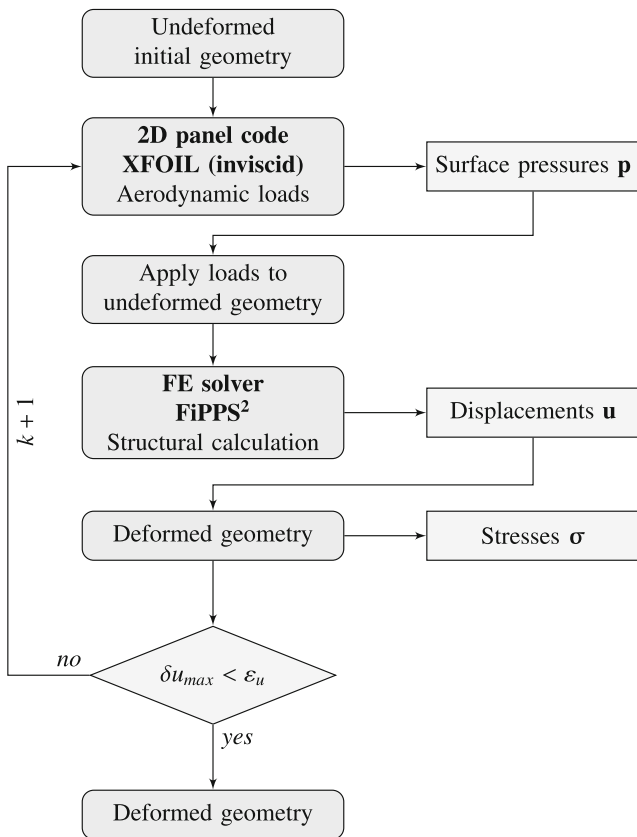 Undeformed
initial geometry
2D panel code
XFOIL (inviscid)
Aerodynamic loads
Surface pressures p
Apply loads to
undeformed geometry
FE solver
FiPPS²
Structural calculation
Displacements u
k + 1
Deformed geometry
Stresses σ
no
δu_max < ε_u
yes
Deformed geometry